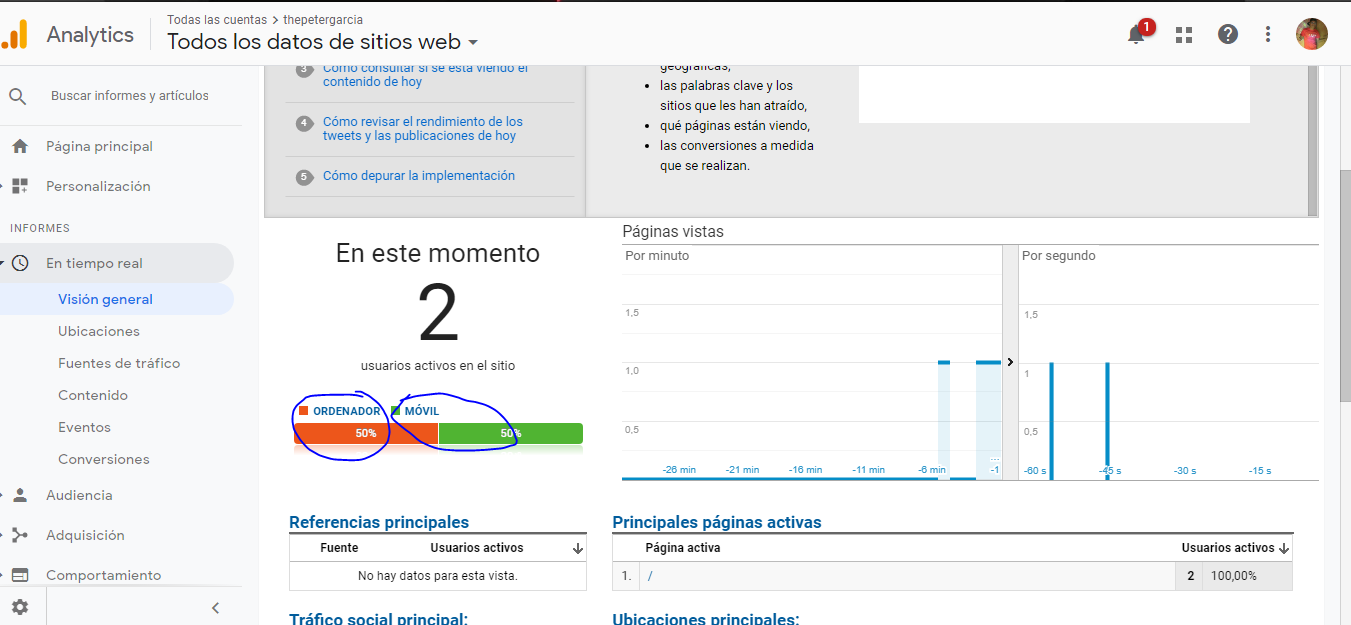 Todas las cuentas > thepetergarcia
Analytics
Todos los datos de sitios web
1
Buscar informes y artículos
Página principal
Personalización
INFORMES
En tiempo real
Visión general
Ubicaciones
Fuentes de tráfico
Contenido
Eventos
Conversiones
Audiencia
Adquisición
Comportamiento
3
Cómo consultar si se está viendo el
contenido de hoy
4
Cómo revisar el rendimiento de los
tweets y las publicaciones de hoy
5
Cómo depurar la implementación
geográficas,
• las palabras clave y los
sitios que les han atraído,
• qué páginas están viendo,
• las conversiones a medida
que se realizan.
En este momento
2
usuarios activos en el sitio
ORDENADOR MÓVIL
50% 50%
Páginas vistas
Por minuto
1,5
1,0
0,5
-26 min -21 min -16 min -11 min -6 min -1
Por segundo
1,5
1
0,5
-60 s -45 s -30 s -15 s
Referencias principales
Fuente Usuarios activos
No hay datos para esta vista.
Principales páginas activas
Página activa Usuarios activos
1. / 2 100,00%
Tráfico social principal:
Ubicaciones principales: